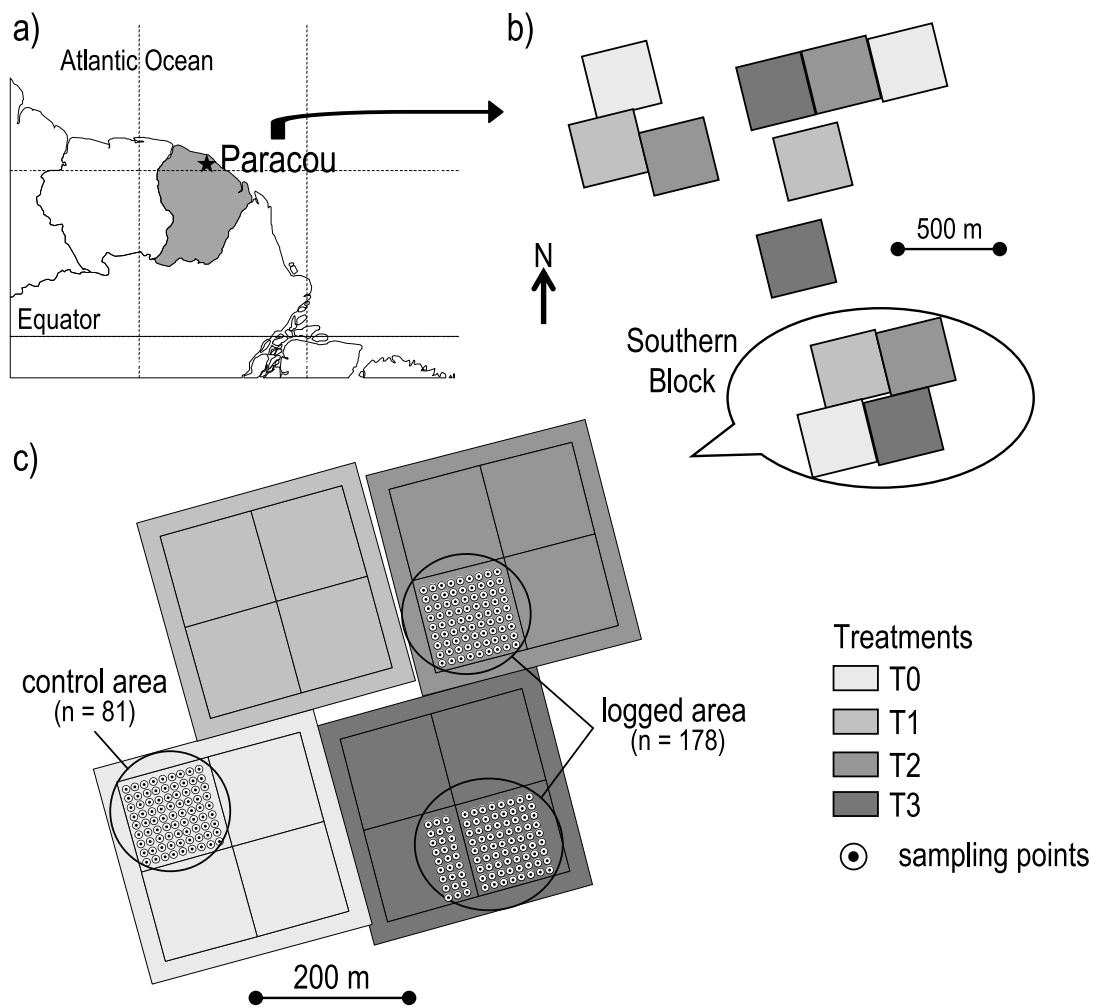 a)
Atlantic Ocean
Paracou
Equator
b)
500 m
N
Southern
Block
c)
control area
(n = 81)
logged area
(n = 178)
200 m
Treatments
T0
T1
T2
T3
sampling points